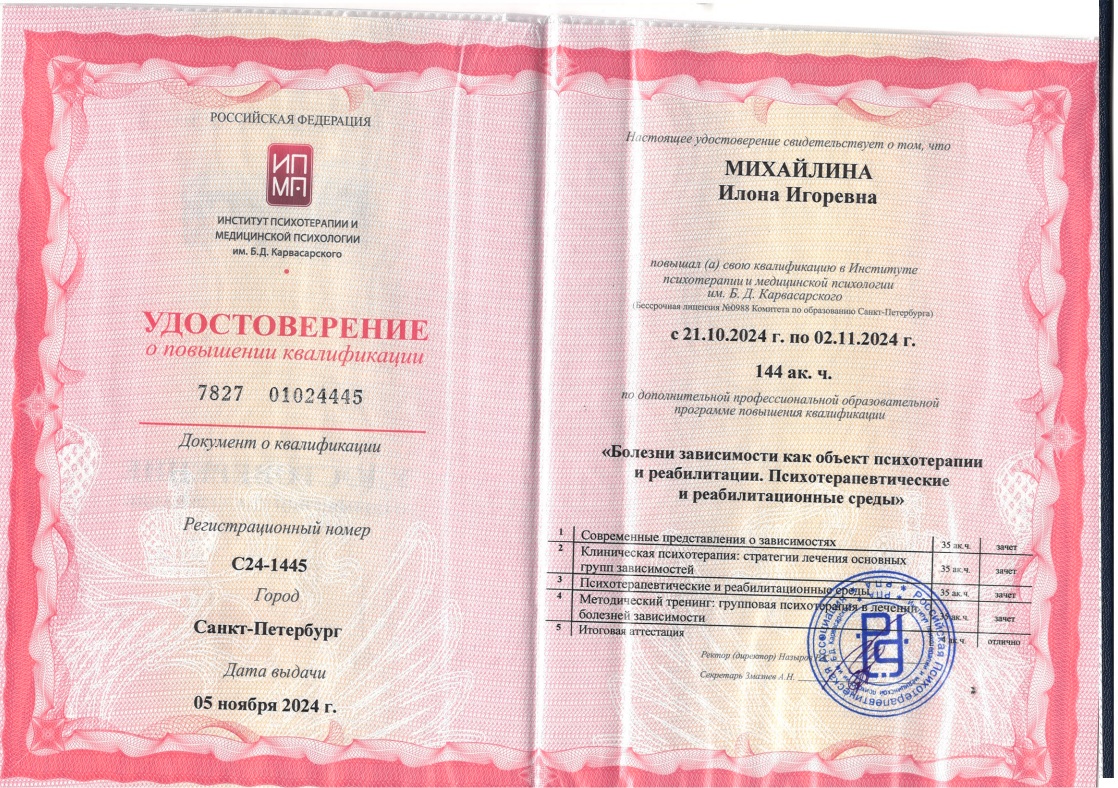 РОССИЙСКАЯ ФЕДЕРАЦИЯ
ИП
МП
ИНСТИТУТ ПСИХОТЕРАПИИ И
МЕДИЦИНСКОЙ ПСИХОЛОГИИ
им. Б.Д. Карвасарского
УДОСТОВЕРЕНИЕ
о повышении квалификации
7827 01024445
Документ о квалификации
Регистрационный номер
С24-1445
Город
Санкт-Петербург
Дата выдачи
05 ноября 2024 г.
Настоящее удостоверение свидетельствует о том, что
МИХАЙЛИНА
Илона Игоревна
повышал (а) свою квалификацию в Институте
психотерапии и медицинской психологии
им. Б. Д. Карвасарского
(Бессрочная лицензия №0988 Комитета по образованию Санкт-Петербурга)
с 21.10.2024 г. по 02.11.2024 г.
144 ак. ч.
по дополнительной профессиональной образовательной
программе повышения квалификации
«Болезни зависимости как объект психотерапии
и реабилитации. Психотерапевтические
и реабилитационные среды»
1 Современные представления о зависимостях 35 ак.ч. зачет
2 Клиническая психотерапия: стратегии лечения основных
групп зависимостей 35 ак.ч. зачет
3 Психотерапевтические и реабилитационные среды 35 ак.ч. зачет
4 Методический тренинг: групповая психотерапия в лечении
болезней зависимости ак.ч. зачет
5 Итоговая аттестация ак.ч. отлично
Ректор (директор)
Секретарь А.Н.
Российская Психотерапевтическая Ассоциация * РПА *